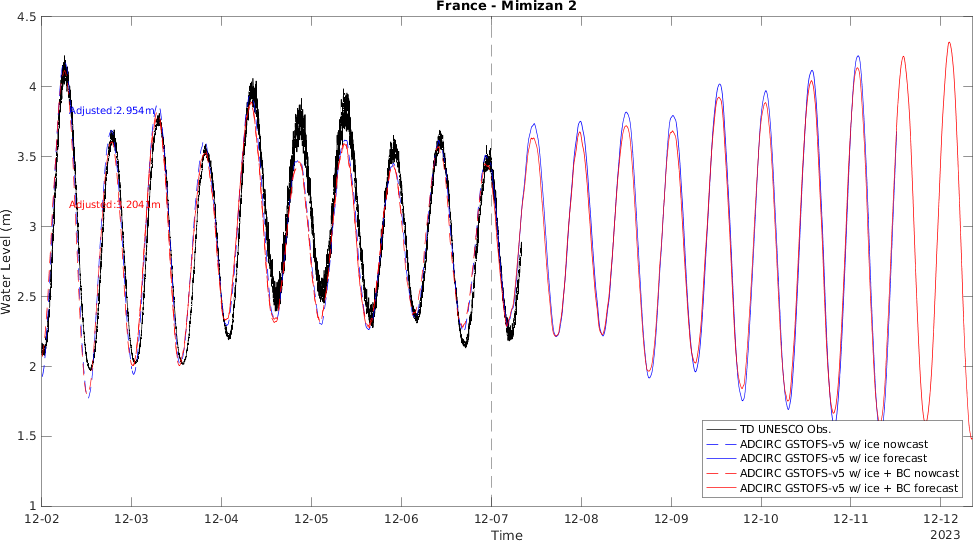 France - Mimizan 2
4.5
4
3.5
3
2.5
2
1.5
1
Water Level (m)
Adjusted:2.954m
Adjusted:3.2041m
TD UNESCO Obs.
ADCIRC GSTOFS-v5 w/ ice nowcast
ADCIRC GSTOFS-v5 w/ ice forecast
ADCIRC GSTOFS-v5 w/ ice + BC nowcast
ADCIRC GSTOFS-v5 w/ ice + BC forecast
12-02 12-03 12-04 12-05 12-06 12-07 12-08 12-09 12-10 12-11 12-12
Time
2023